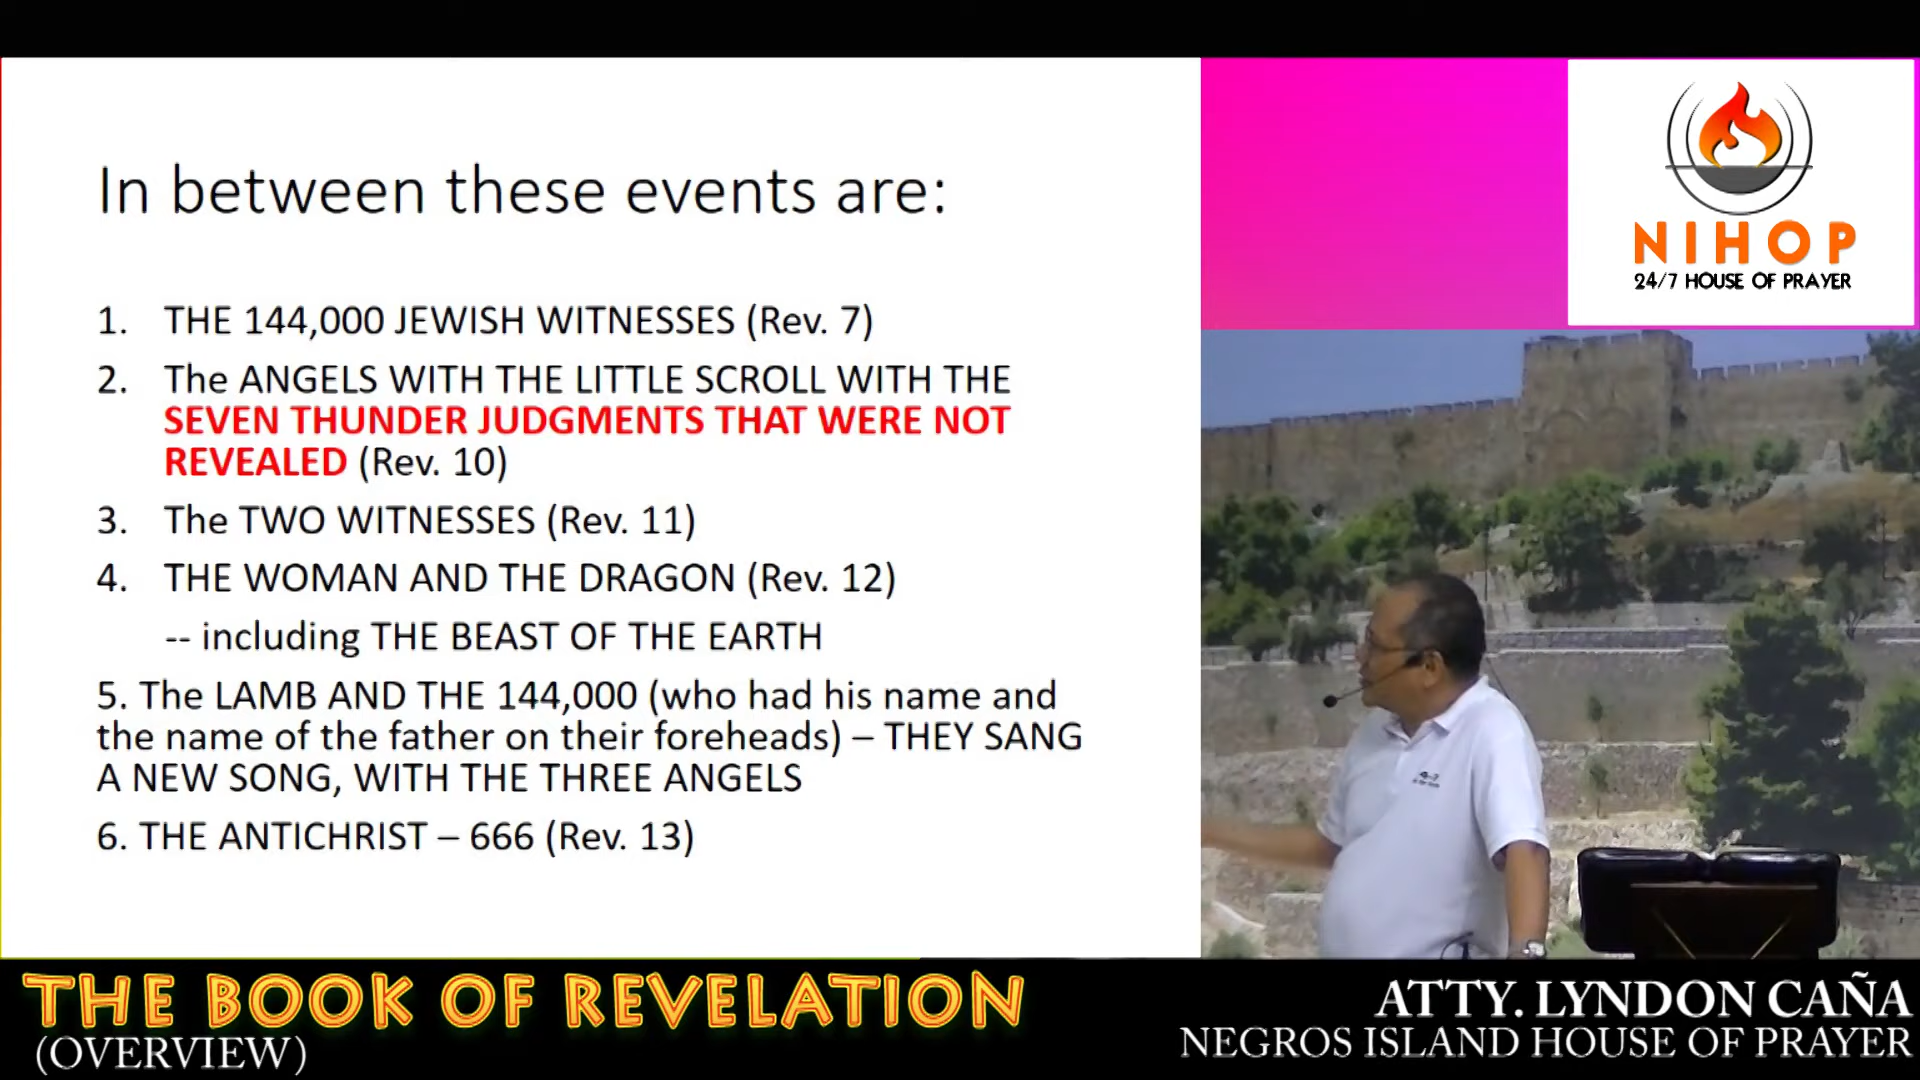 In between these events are:
1. THE 144,000 JEWISH WITNESSES (Rev. 7)
2. The ANGELS WITH THE LITTLE SCROLL WITH THE
SEVEN THUNDER JUDGMENTS THAT WERE NOT
REVEALED (Rev. 10)
3. The TWO WITNESSES (Rev. 11)
4. THE WOMAN AND THE DRAGON (Rev. 12)
-- including THE BEAST OF THE EARTH
5. The LAMB AND THE 144,000 (who had his name and
the name of the father on their foreheads) – THEY SANG
A NEW SONG, WITH THE THREE ANGELS
6. THE ANTICHRIST – 666 (Rev. 13)
NIHOP
24/7 HOUSE OF PRAYER
THE BOOK OF REVELATION
(OVERVIEW)
ATTY. LYNDON CAÑA
NEGROS ISLAND HOUSE OF PRAYER